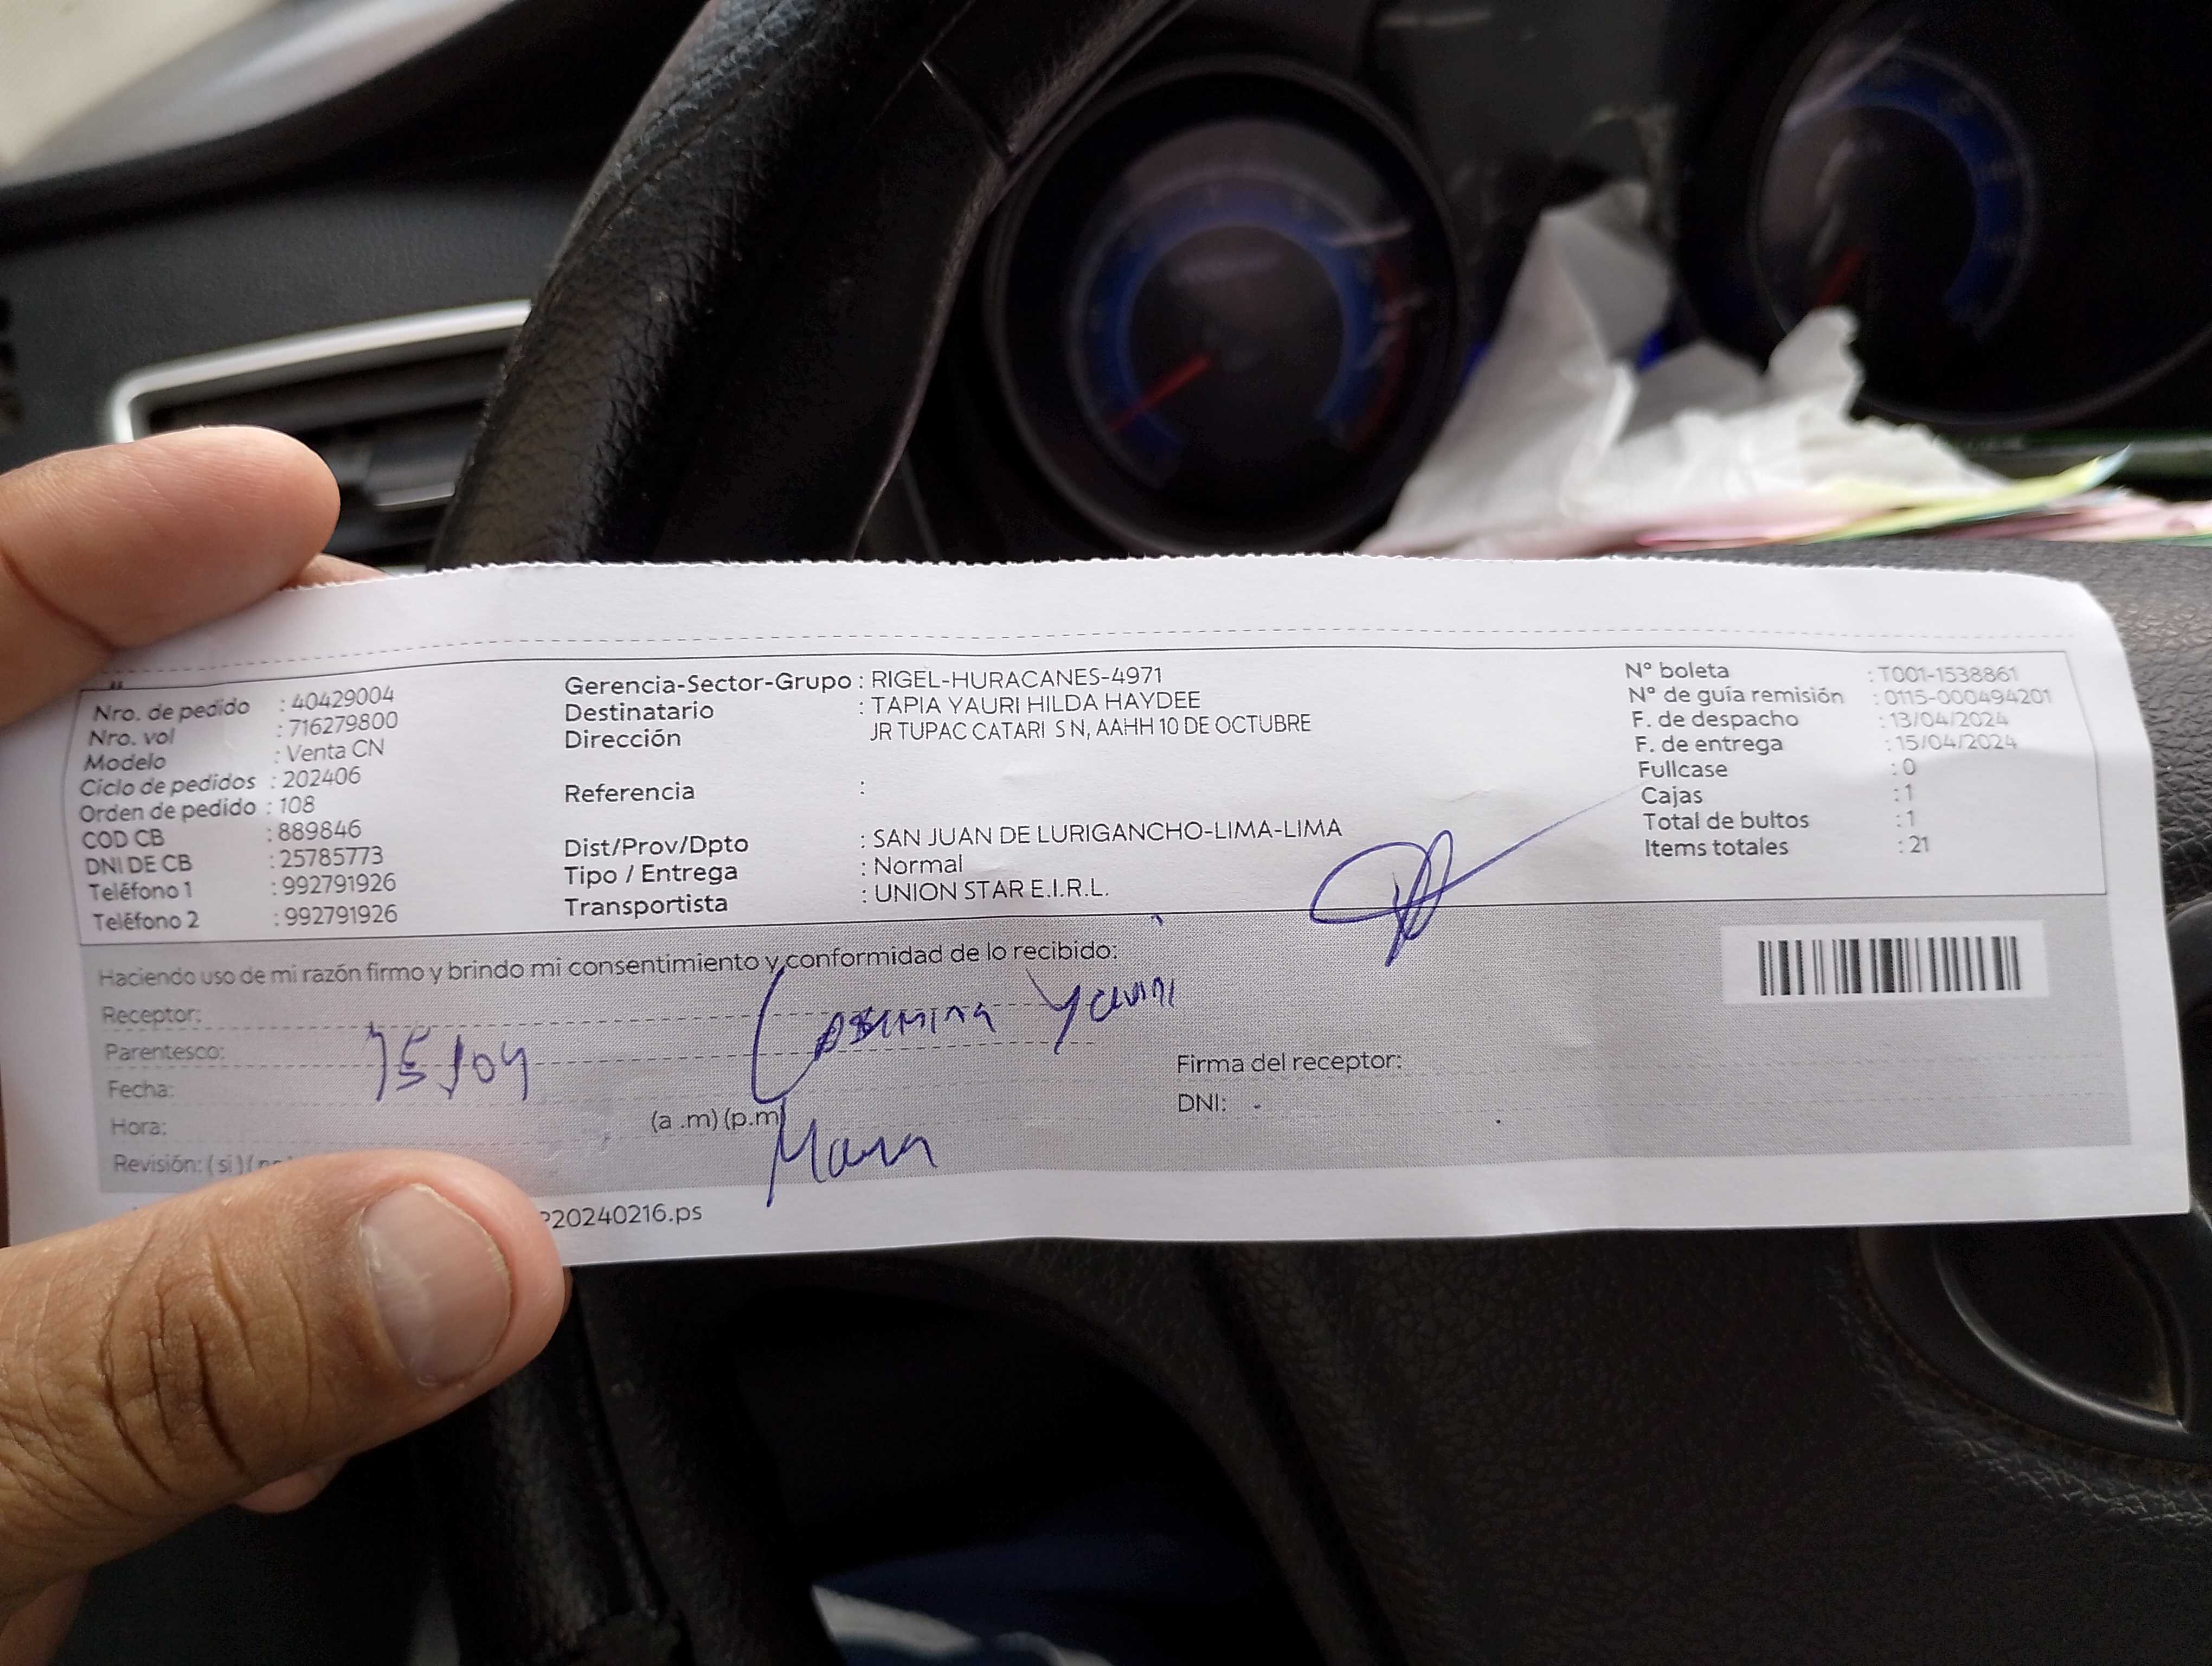 Nro. de pedido : 40429004
Nro. vol : 716279800
Modelo : Venta CN
Ciclo de pedidos : 202406
Orden de pedido : 108
COD CB : 889846
DNI DE CB : 25785773
Teléfono 1 : 992791926
Teléfono 2 : 992791926
Gerencia-Sector-Grupo : RIGEL-HURACANES-4971
Destinatario : TAPIA YAURI HILDA HAYDEE
Dirección JR TUPAC CATARI S N, AAHH 10 DE OCTUBRE
Referencia :
Dist/Prov/Dpto : SAN JUAN DE LURIGANCHO-LIMA-LIMA
Tipo / Entrega : Normal
Transportista : UNION STAR E.I.R.L.
Nº boleta : T001-1538861
Nº de guía remisión : 0115-000494201
F. de despacho : 13/04/2024
F. de entrega : 15/04/2024
Fullcase : 0
Cajas : 1
Total de bultos : 1
Items totales : 21
Haciendo uso de mi razón firmo y brindo mi consentimiento y conformidad de lo recibido:
Receptor: Yauri
Parentesco:
Fecha: 15/04
Hora: (a .m) (p.m)
Revisión: ( si ) (
Firma del receptor:
DNI:
20240216.ps